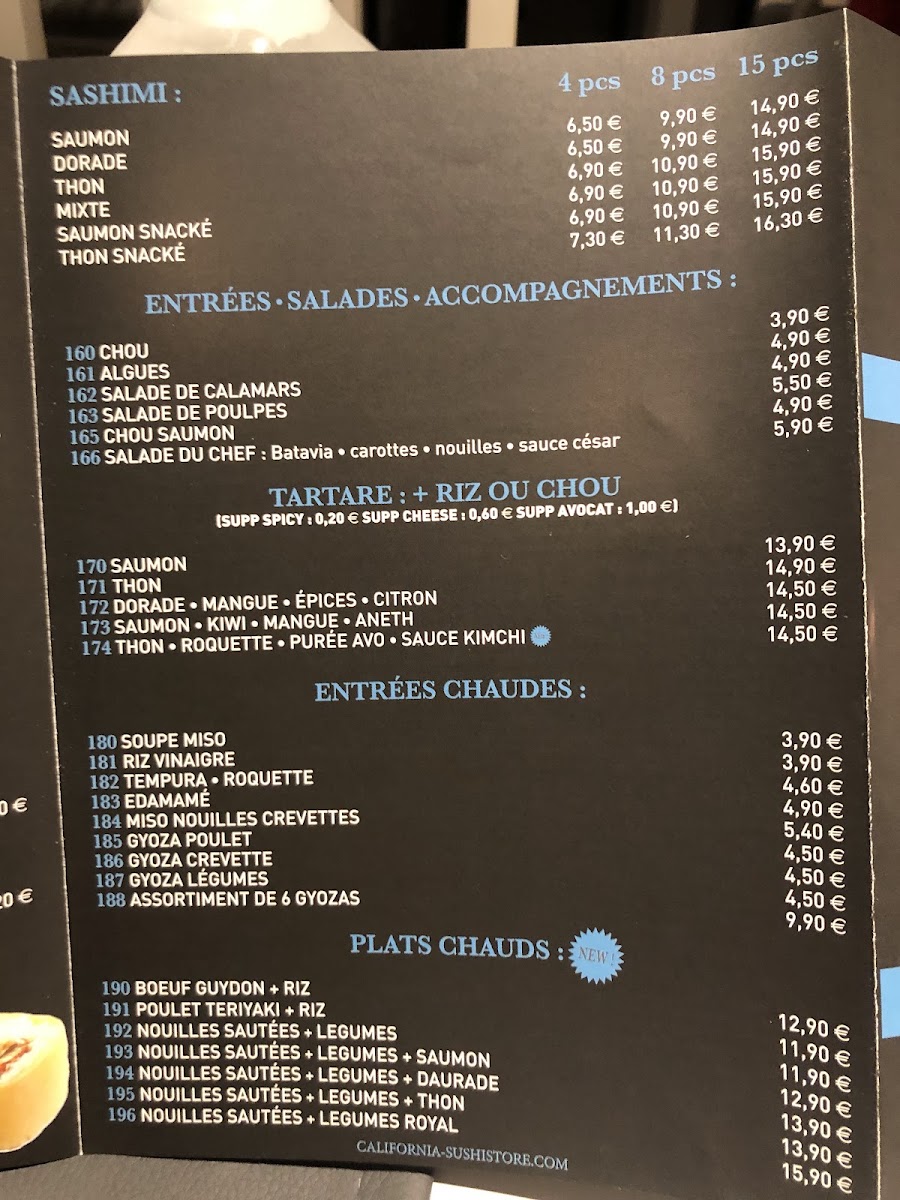 SASHIMI : 4 pcs 8 pcs 15 pcs
SAUMON 6,50 € 9,90 € 14,90 €
DORADE 6,50 € 9,90 € 14,90 €
THON 6,90 € 10,90 € 15,90 €
MIXTE 6,90 € 10,90 € 15,90 €
SAUMON SNACKÉ 6,90 € 10,90 € 15,90 €
THON SNACKÉ 7,30 € 11,30 € 16,30 €
ENTRÉES • SALADES • ACCOMPAGNEMENTS :
160 CHOU 3,90 €
161 ALGUES 4,90 €
162 SALADE DE CALAMARS 4,90 €
163 SALADE DE POULPES 5,50 €
165 CHOU SAUMON 4,90 €
166 SALADE DU CHEF : Batavia • carottes • nouilles • sauce césar 5,90 €
TARTARE : + RIZ OU CHOU
(SUPP SPICY : 0,20 € SUPP CHEESE : 0,60 € SUPP AVOCAT : 1,00 €)
170 SAUMON 13,90 €
171 THON 14,90 €
172 DORADE • MANGUE • ÉPICES • CITRON 14,50 €
173 SAUMON • KIWI • MANGUE • ANETH 14,50 €
174 THON • ROQUETTE • PURÉE AVO • SAUCE KIMCHI 14,50 €
ENTRÉES CHAUDES :
180 SOUPE MISO 3,90 €
181 RIZ VINAIGRE 3,90 €
182 TEMPURA • ROQUETTE 4,60 €
183 EDAMAMÉ 4,90 €
184 MISO NOUILLES CREVETTES 5,40 €
185 GYOZA POULET 4,50 €
186 GYOZA CREVETTE 4,50 €
187 GYOZA LÉGUMES 4,50 €
188 ASSORTIMENT DE 6 GYOZAS 9,90 €
PLATS CHAUDS : NEW !
190 BOEUF GUYDON + RIZ 12,90 €
191 POULET TERIYAKI + RIZ 11,90 €
192 NOUILLES SAUTÉES + LEGUMES 11,90 €
193 NOUILLES SAUTÉES + LEGUMES + SAUMON 12,90 €
194 NOUILLES SAUTÉES + LEGUMES + DAURADE 13,90 €
195 NOUILLES SAUTÉES + LEGUMES + THON 13,90 €
196 NOUILLES SAUTÉES + LEGUMES ROYAL 15,90 €
CALIFORNIA-SUSHISTORE.COM